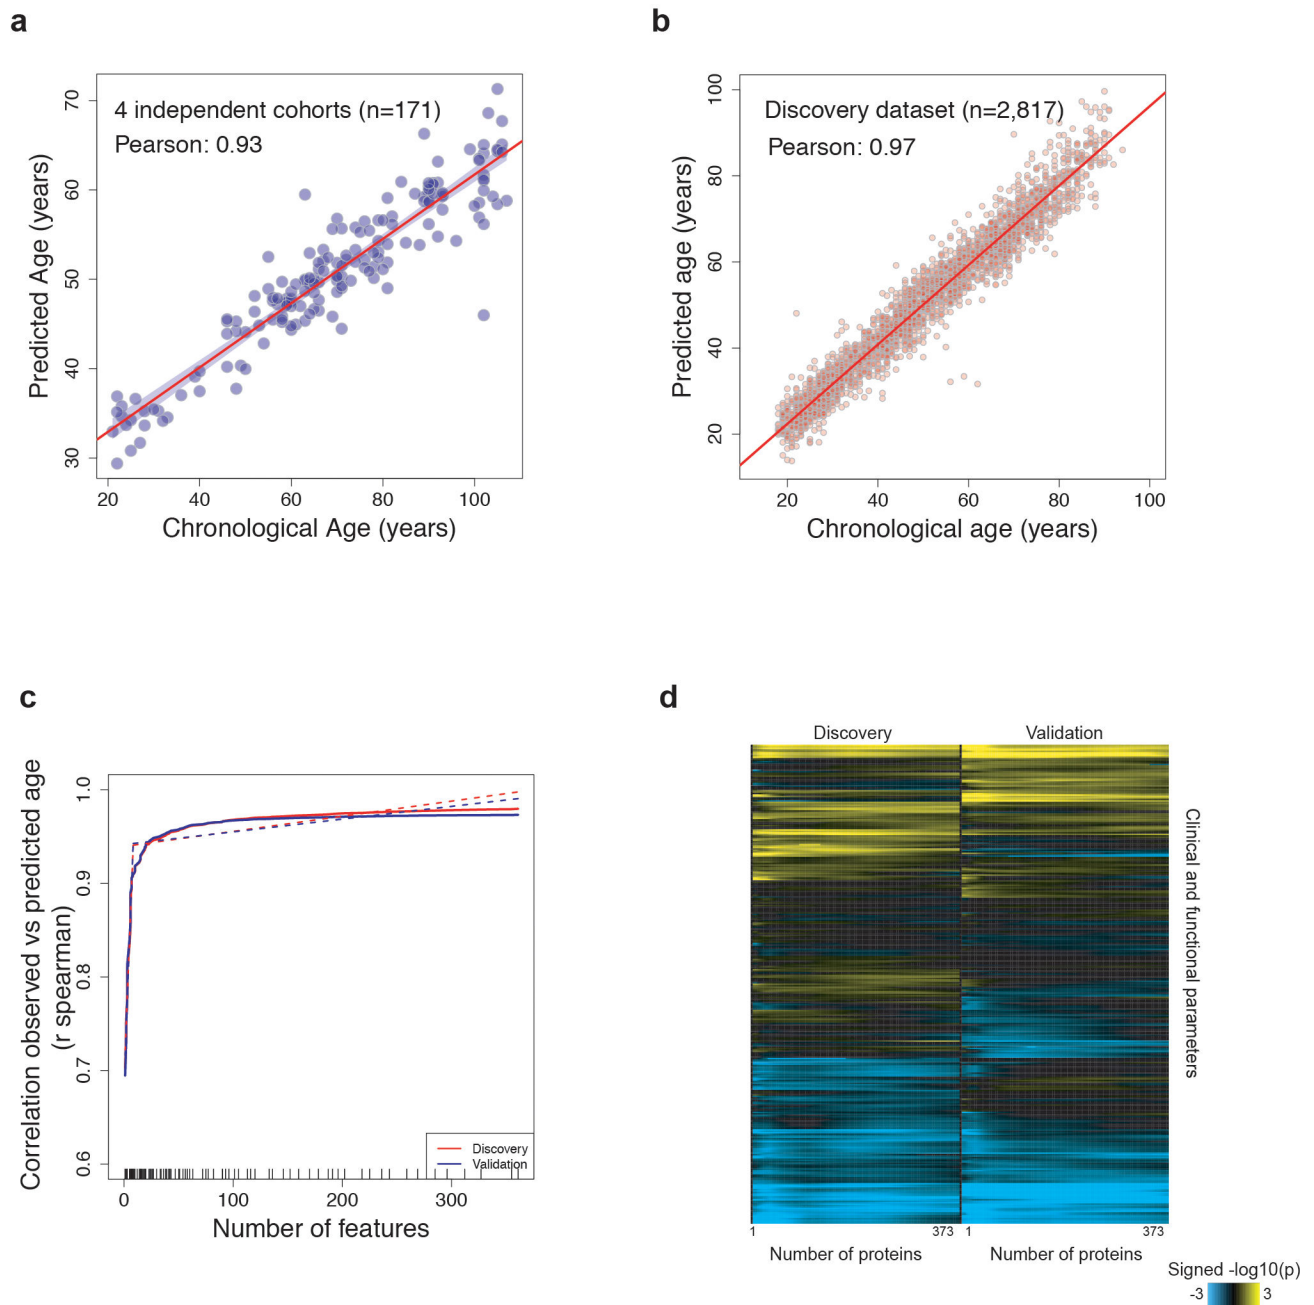 a
4 independent cohorts (n=171)
Pearson: 0.93
Predicted Age (years)
70
60
50
40
30
20 40 60 80 100
Chronological Age (years)
b
Discovery dataset (n=2,817)
Pearson: 0.97
Predicted age (years)
100
80
60
40
20
20 40 60 80 100
Chronological age (years)
c
Correlation observed vs predicted age
(r spearman)
1.0
0.9
0.8
0.7
0.6
Discovery
Validation
0 100 200 300
Number of features
d
Discovery Validation
Clinical and functional parameters
1 373 1 373
Number of proteins Number of proteins
Signed -log10(p)
-3 3